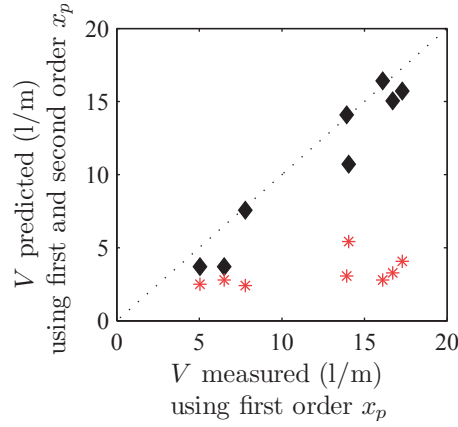 V predicted (l/m)
using first and second order x_p
20
15
10
5
0
0 5 10 15 20
V measured (l/m)
using first order x_p